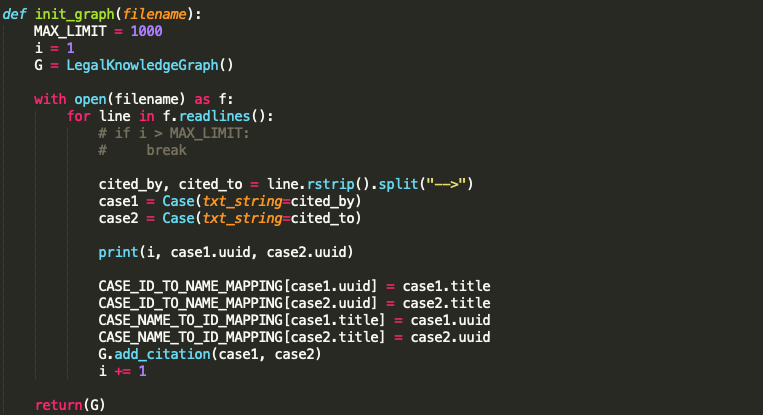 def init_graph(filename):
    MAX_LIMIT = 1000
    i = 1
    G = LegalKnowledgeGraph()

    with open(filename) as f:
        for line in f.readlines():
            # if i > MAX_LIMIT:
            #     break

            cited_by, cited_to = line.rstrip().split("-->")
            case1 = Case(txt_string=cited_by)
            case2 = Case(txt_string=cited_to)

            print(i, case1.uuid, case2.uuid)

            CASE_ID_TO_NAME_MAPPING[case1.uuid] = case1.title
            CASE_ID_TO_NAME_MAPPING[case2.uuid] = case2.title
            CASE_NAME_TO_ID_MAPPING[case1.title] = case1.uuid
            CASE_NAME_TO_ID_MAPPING[case2.title] = case2.uuid
            G.add_citation(case1, case2)
            i += 1

    return(G)